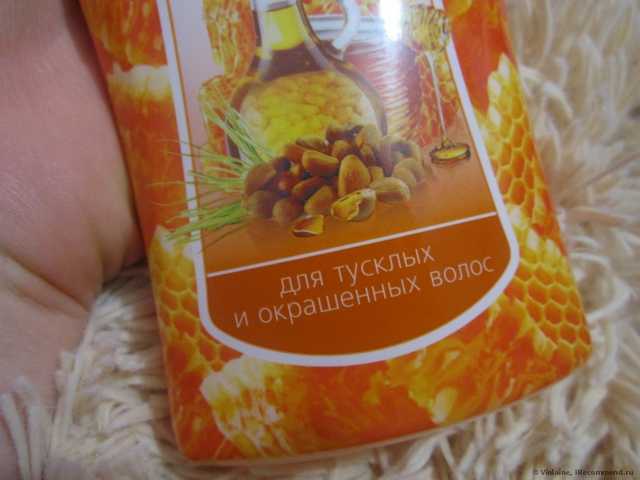 для тусклых
и окрашенных волос
© Violaine, IRecommend.ru